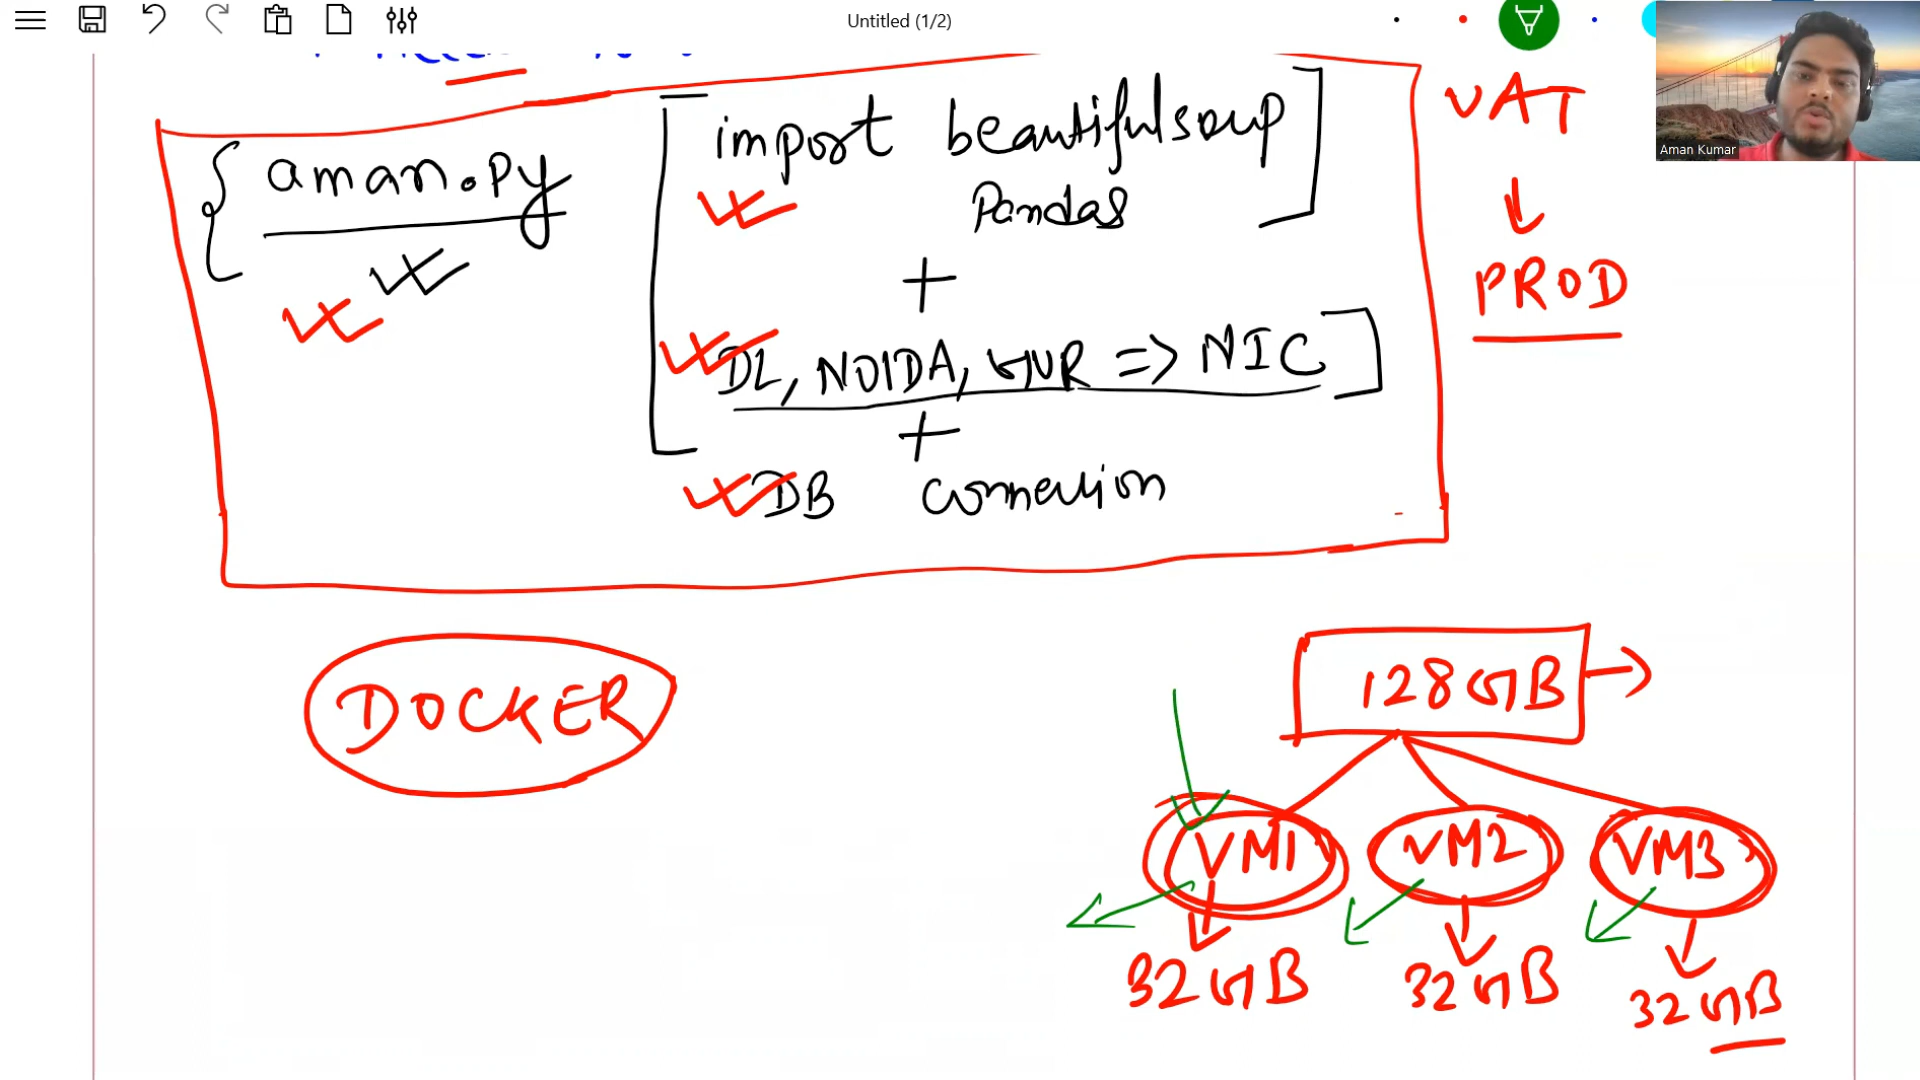 Untitled (1/2)
Aman Kumar
import beautifulsoup
Pandas
aman.py
UAT
PROD
+
DL, NOIDA, GUR => NIC
+
DB connection
DOCKER
128GB
VM1 VM2 VM3
32GB 32GB 32GB